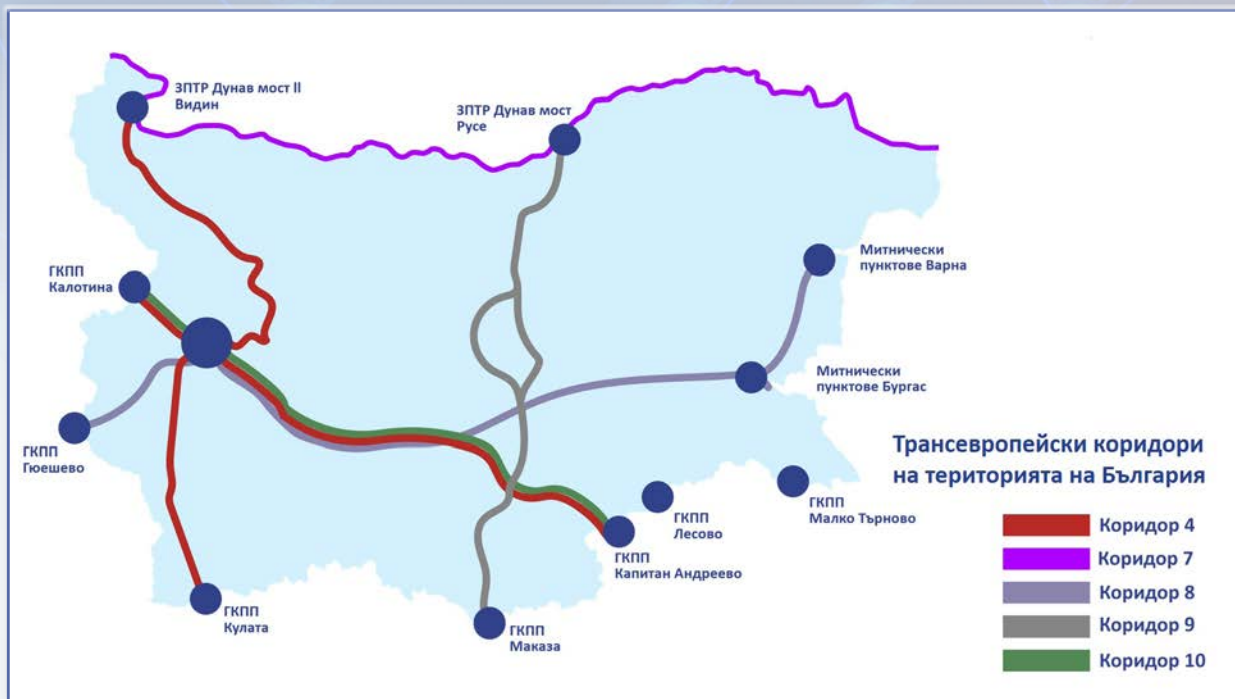 ЗПТР Дунав мост II
Видин
ЗПТР Дунав мост
Русе
ГКПП
Калотина
Митнически
пунктове Варна
Митнически
пунктове Бургас
ГКПП
Гюешево
ГКПП
Лесово
ГКПП
Малко Търново
ГКПП
Капитан Андреево
ГКПП
Кулата
ГКПП
Маказа
Трансевропейски коридори
на територията на България
Коридор 4
Коридор 7
Коридор 8
Коридор 9
Коридор 10